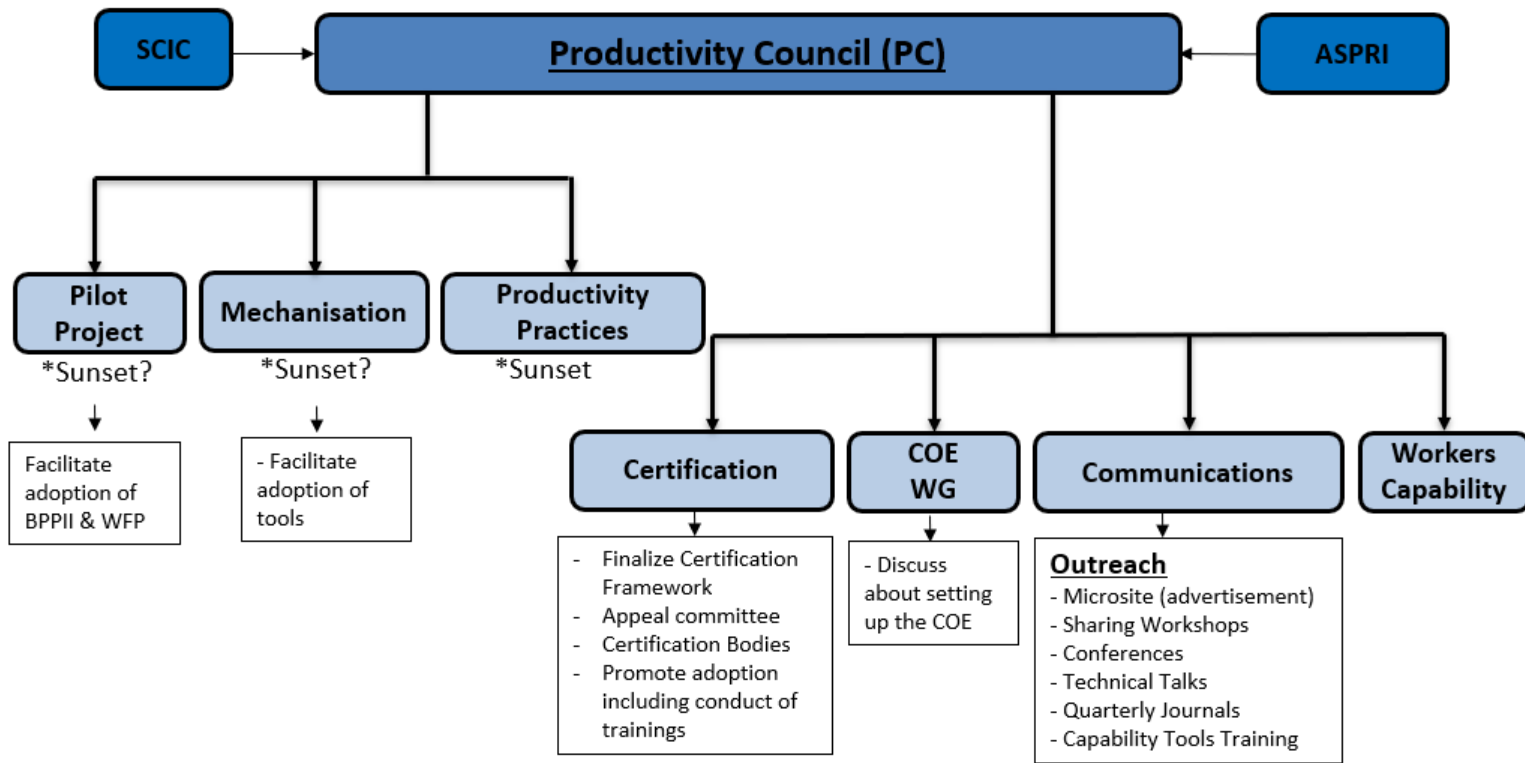 SCIC
Productivity Council (PC)
ASPRI
Pilot
Project
Mechanisation
Productivity
Practices
*Sunset?
*Sunset?
*Sunset
Facilitate
adoption of
BPPII & WFP
- Facilitate
adoption of
tools
Certification
COE
WG
Communications
Workers
Capability
- Finalize Certification
Framework
- Appeal committee
- Certification Bodies
- Promote adoption
including conduct of
trainings
- Discuss
about setting
up the COE
Outreach
- Microsite (advertisement)
- Sharing Workshops
- Conferences
- Technical Talks
- Quarterly Journals
- Capability Tools Training